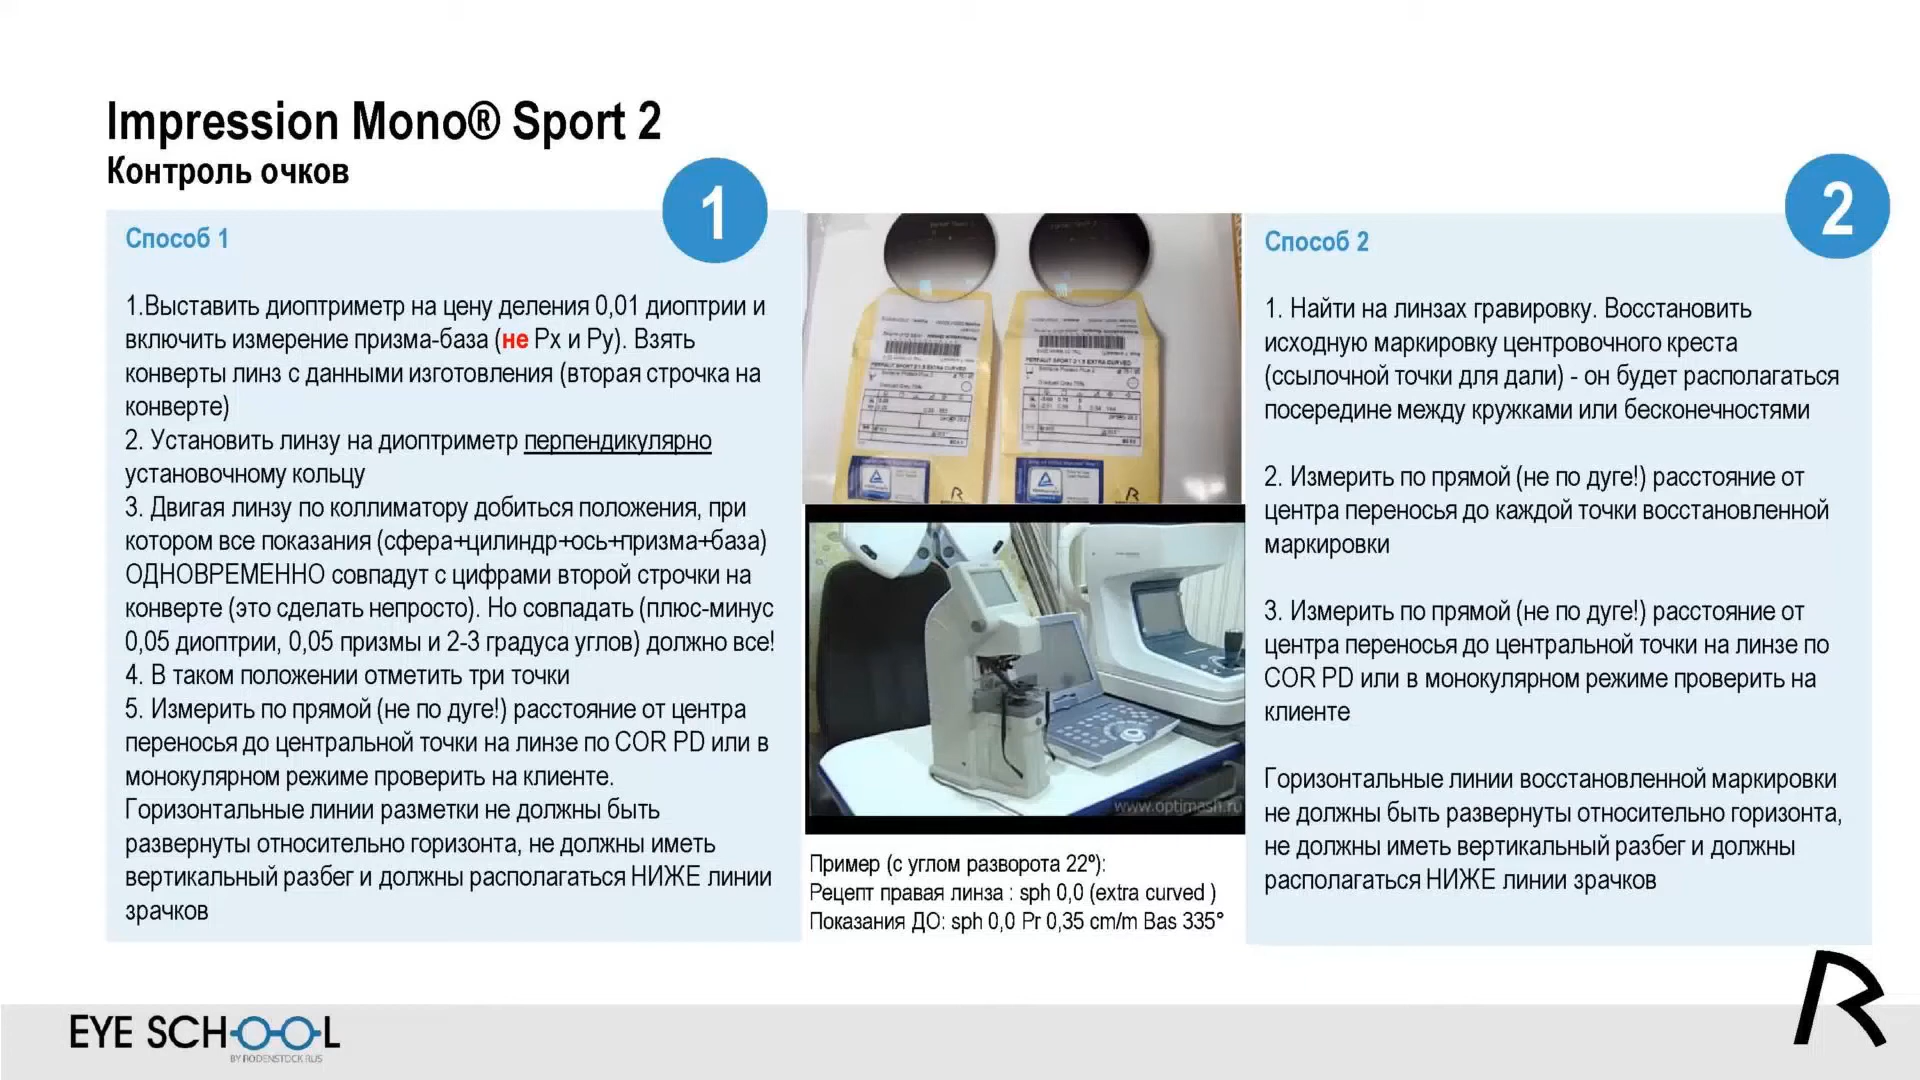 Impression Mono® Sport 2
Контроль очков
1
Способ 1
1.Выставить диоптриметр на цену деления 0,01 диоптрии и
включить измерение призма-база (не Px и Py). Взять
конверты линз с данными изготовления (вторая строчка на
конверте)
2. Установить линзу на диоптриметр перпендикулярно
установочному кольцу
3. Двигая линзу по коллиматору добиться положения, при
котором все показания (сфера+цилиндр+ось+призма+база)
ОДНОВРЕМЕННО совпадут с цифрами второй строчки на
конверте (это сделать непросто). Но совпадать (плюс-минус
0,05 диоптрии, 0,05 призмы и 2-3 градуса углов) должно все!
4. В таком положении отметить три точки
5. Измерить по прямой (не по дуге!) расстояние от центра
переносья до центральной точки на линзе по COR PD или в
монокулярном режиме проверить на клиенте.
Горизонтальные линии разметки не должны быть
развернуты относительно горизонта, не должны иметь
вертикальный разбег и должны располагаться НИЖЕ линии
зрачков
www.optimash.ru
Пример (с углом разворота 22º):
Рецепт правая линза : sph 0,0 (extra curved )
Показания ДО: sph 0,0 Pr 0,35 cm/m Bas 335°
2
Способ 2
1. Найти на линзах гравировку. Восстановить
исходную маркировку центровочного креста
(ссылочной точки для дали) - он будет располагаться
посередине между кружками или бесконечностями
2. Измерить по прямой (не по дуге!) расстояние от
центра переносья до каждой точки восстановленной
маркировки
3. Измерить по прямой (не по дуге!) расстояние от
центра переносья до центральной точки на линзе по
COR PD или в монокулярном режиме проверить на
клиенте
Горизонтальные линии восстановленной маркировки
не должны быть развернуты относительно горизонта,
не должны иметь вертикальный разбег и должны
располагаться НИЖЕ линии зрачков
EYE SCHOOL
BY RODENSTOCK RUS
R